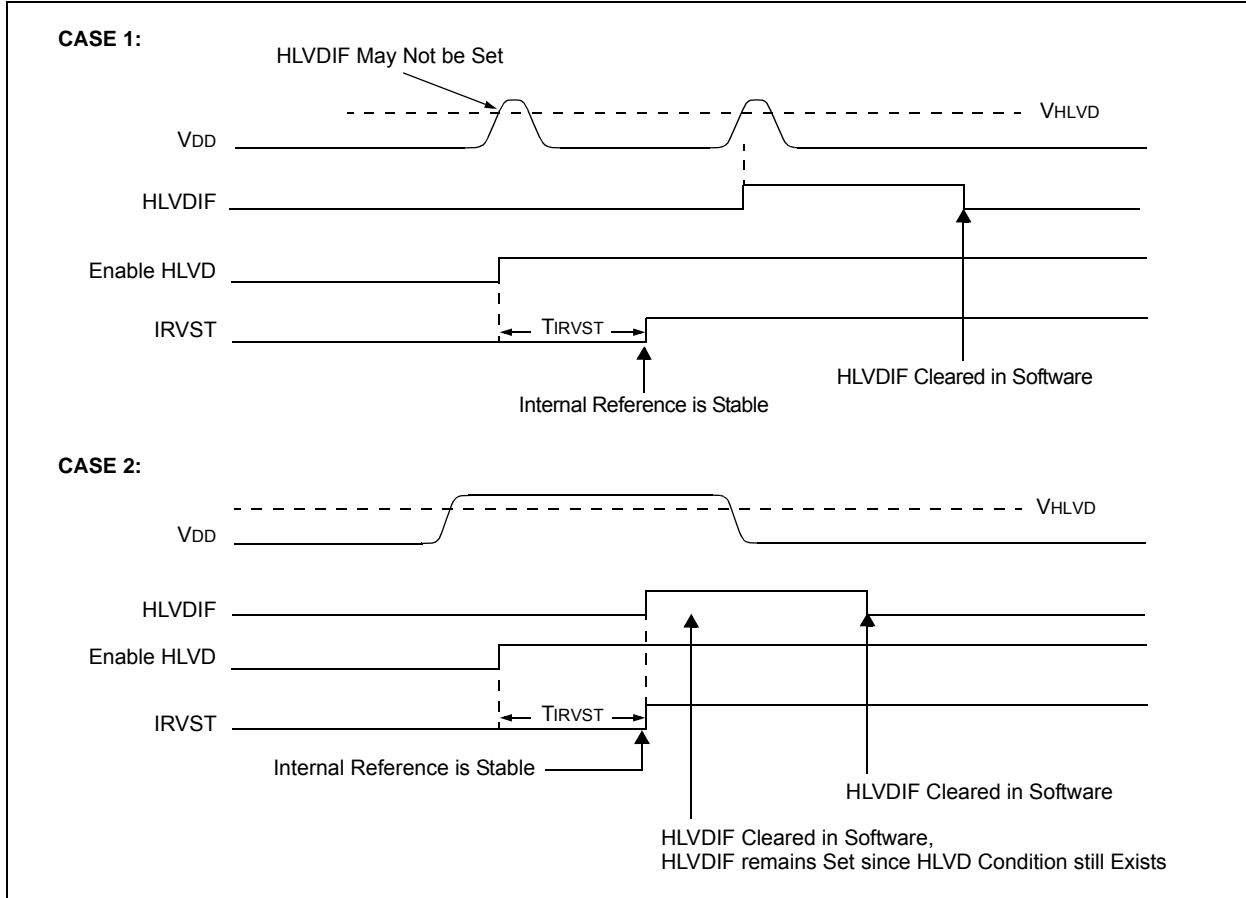 CASE 1:
HLVDIF May Not be Set
VHLVD
VDD
HLVDIF
Enable HLVD
IRVST
TIRVST
HLVDIF Cleared in Software
Internal Reference is Stable
CASE 2:
VHLVD
VDD
HLVDIF
Enable HLVD
IRVST
TIRVST
Internal Reference is Stable
HLVDIF Cleared in Software
HLVDIF Cleared in Software,
HLVDIF remains Set since HLVD Condition still Exists